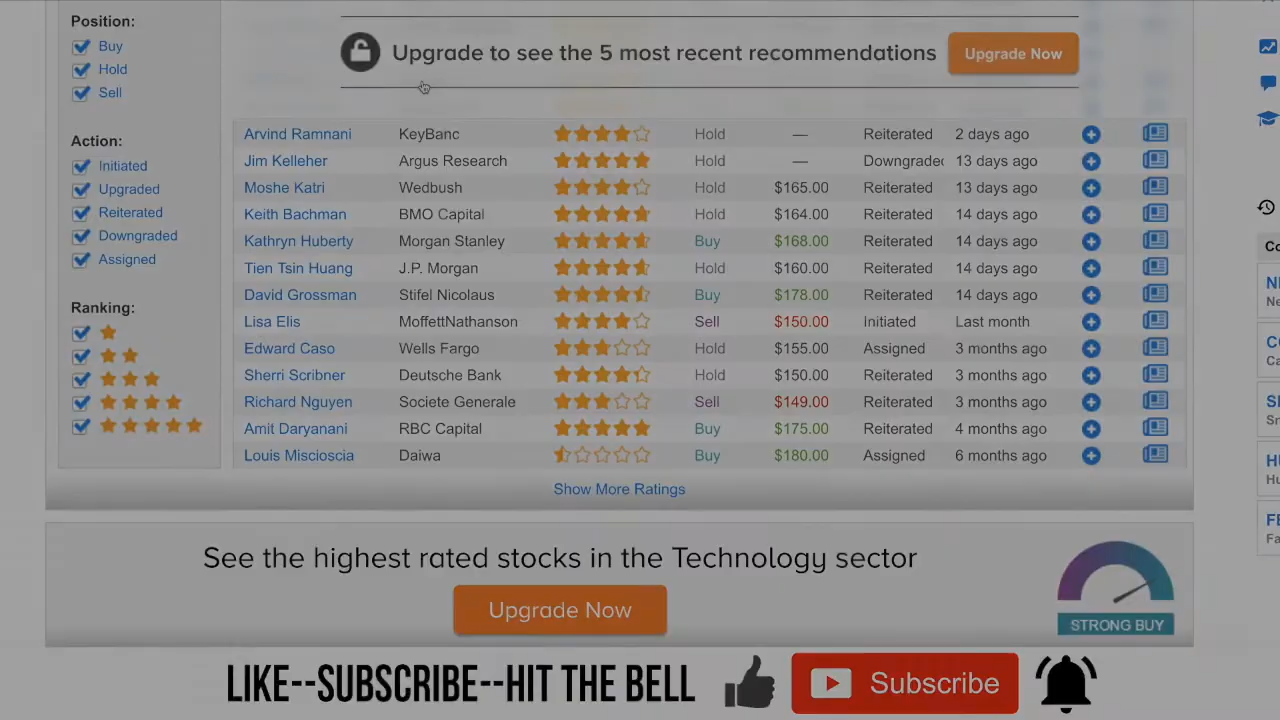 Position:
Buy
Hold
Sell
Action:
Initiated
Upgraded
Reiterated
Downgraded
Assigned
Ranking:
Upgrade to see the 5 most recent recommendations Upgrade Now
Arvind Ramnani KeyBanc Hold — Reiterated 2 days ago
Jim Kelleher Argus Research Hold — Downgraded 13 days ago
Moshe Katri Wedbush Hold $165.00 Reiterated 13 days ago
Keith Bachman BMO Capital Hold $164.00 Reiterated 14 days ago
Kathryn Huberty Morgan Stanley Buy $168.00 Reiterated 14 days ago
Tien Tsin Huang J.P. Morgan Hold $160.00 Reiterated 14 days ago
David Grossman Stifel Nicolaus Buy $178.00 Reiterated 14 days ago
Lisa Elis MoffettNathanson Sell $150.00 Initiated Last month
Edward Caso Wells Fargo Hold $155.00 Assigned 3 months ago
Sherri Scribner Deutsche Bank Hold $150.00 Reiterated 3 months ago
Richard Nguyen Societe Generale Sell $149.00 Reiterated 3 months ago
Amit Daryanani RBC Capital Buy $175.00 Reiterated 4 months ago
Louis Miscioscia Daiwa Buy $180.00 Assigned 6 months ago
Show More Ratings
See the highest rated stocks in the Technology sector
Upgrade Now
STRONG BUY
LIKE--SUBSCRIBE--HIT THE BELL
Subscribe